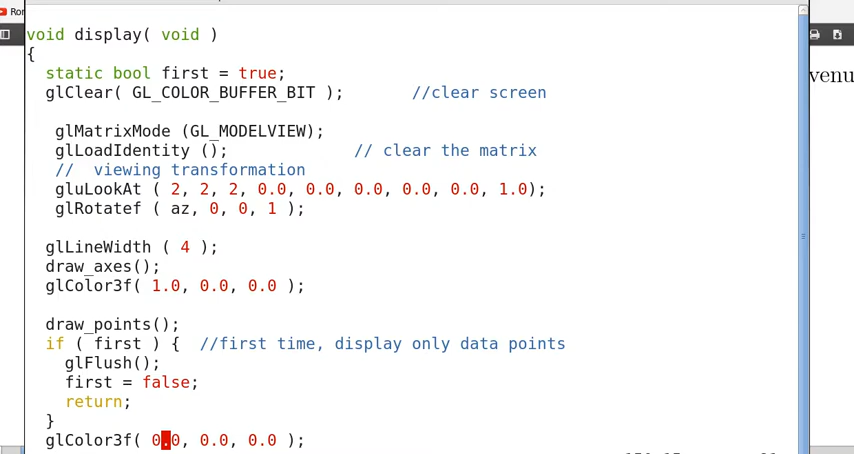 Ror
void display( void )
{
static bool first = true;
glClear( GL_COLOR_BUFFER_BIT ); //clear screen
glMatrixMode (GL_MODELVIEW);
glLoadIdentity (); // clear the matrix
// viewing transformation
gluLookAt ( 2, 2, 2, 0.0, 0.0, 0.0, 0.0, 0.0, 1.0);
glRotatef ( az, 0, 0, 1 );
glLineWidth ( 4 );
draw_axes();
glColor3f( 1.0, 0.0, 0.0 );
draw_points();
if ( first ) { //first time, display only data points
glFlush();
first = false;
return;
}
glColor3f( 0.0, 0.0, 0.0 );
venu